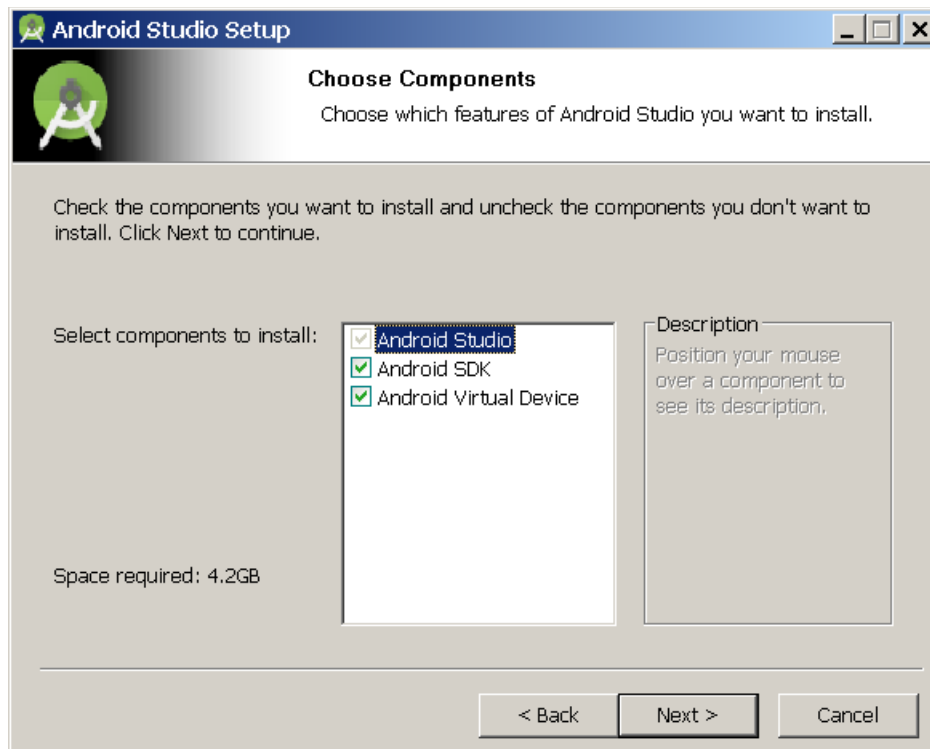 Android Studio Setup
Choose Components
Choose which features of Android Studio you want to install.
Check the components you want to install and uncheck the components you don't want to
install. Click Next to continue.
Select components to install:
Android Studio
Android SDK
Android Virtual Device
Description
Position your mouse
over a component to
see its description.
Space required: 4.2GB
< Back
Next >
Cancel